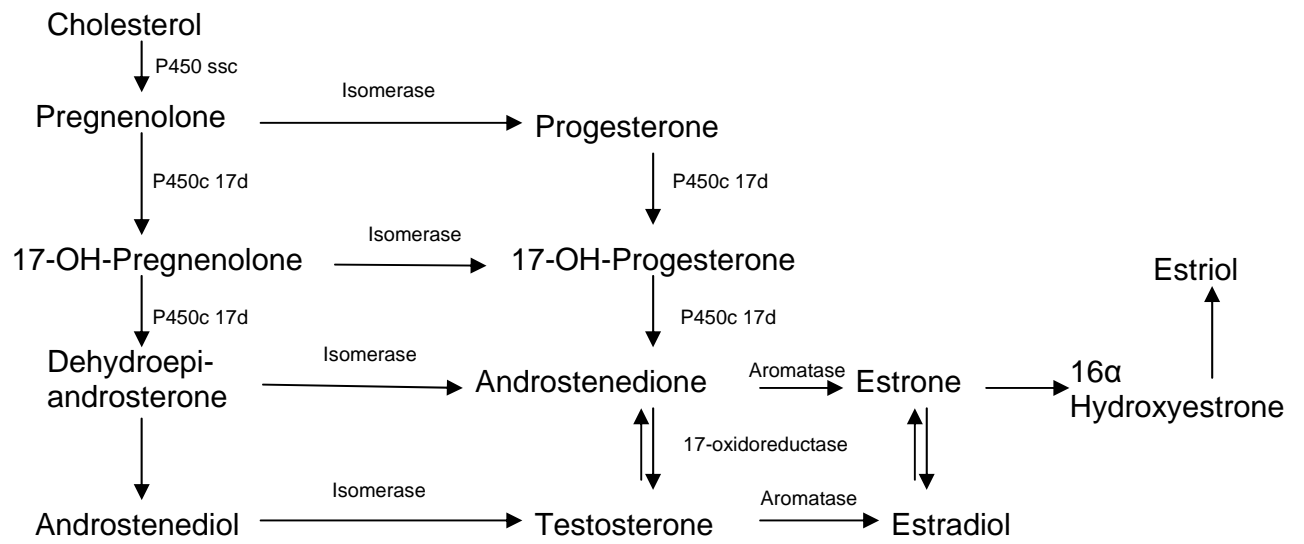 Cholesterol
P450 ssc
Isomerase
Pregnenolone
Progesterone
P450c 17d
P450c 17d
Isomerase
17-OH-Pregnenolone
17-OH-Progesterone
Estriol
P450c 17d
P450c 17d
Dehydroepi-
androsterone
Isomerase
Androstenedione
Aromatase
Estrone
16α
Hydroxyestrone
17-oxidoreductase
Isomerase
Aromatase
Androstenediol
Testosterone
Estradiol